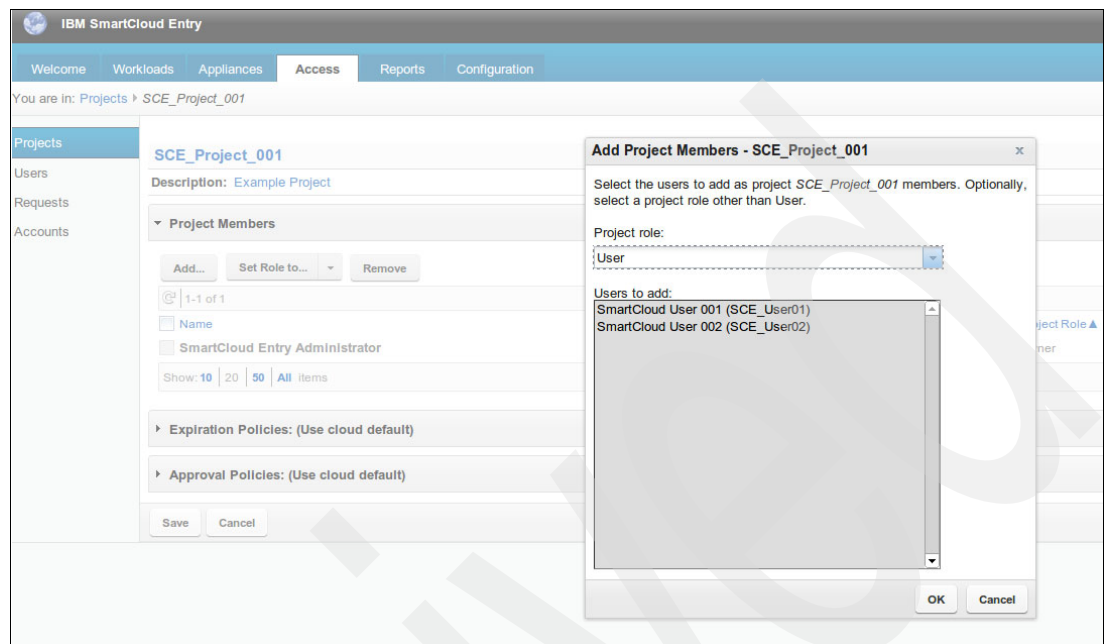 IBM SmartCloud Entry
Welcome Workloads Appliances Access Reports Configuration
You are in: Projects SCE_Project_001
Projects
Users
Requests
Accounts
SCE_Project_001
Description: Example Project
Project Members
Add... Set Role to... Remove
1-1 of 1
Name
ject Role
SmartCloud Entry Administrator
ner
Show: 10 | 20 | 50 | All items
Expiration Policies: (Use cloud default)
Approval Policies: (Use cloud default)
Save Cancel
Add Project Members - SCE_Project_001 x
Select the users to add as project SCE_Project_001 members. Optionally,
select a project role other than User.
Project role:
User
Users to add:
SmartCloud User 001 (SCE_User01)
SmartCloud User 002 (SCE_User02)
OK Cancel